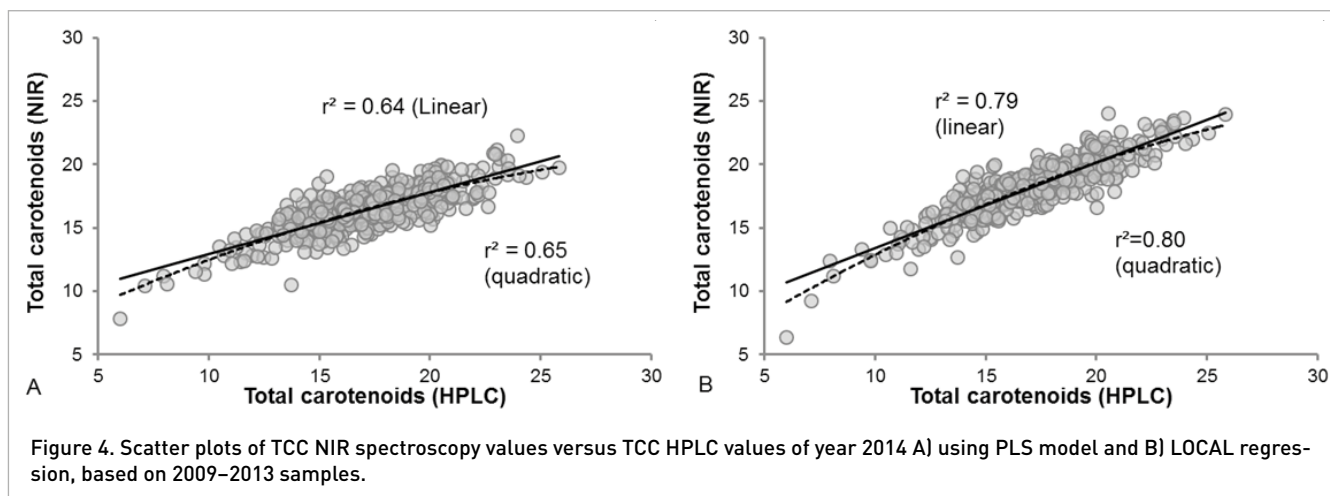 30
25
20
15
10
5
Total carotenoids (NIR)
r² = 0.64 (Linear)
r² = 0.65
(quadratic)
5
10
15
20
25
30
A
Total carotenoids (HPLC)
30
25
20
15
10
5
Total carotenoids (NIR)
r² = 0.79
(linear)
r²=0.80
(quadratic)
5
10
15
20
25
30
B
Total carotenoids (HPLC)
Figure 4. Scatter plots of TCC NIR spectroscopy values versus TCC HPLC values of year 2014 A) using PLS model and B) LOCAL regres-
sion, based on 2009–2013 samples.